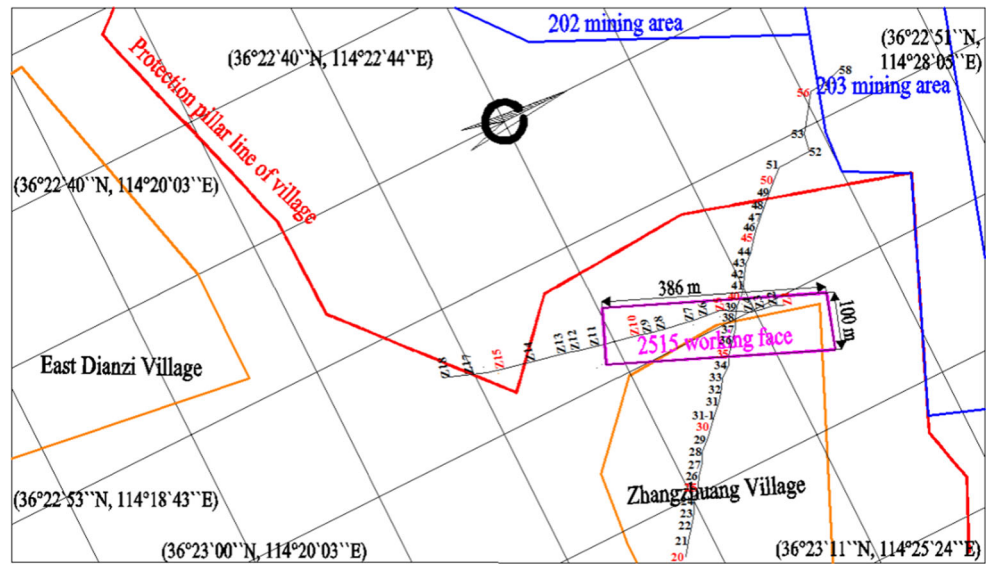 202 mining area
(36°22`51``N,
114°28`05``E)
(36°22`40``N, 114°22`44``E)
58
203 mining area
56
Protection pillar line of village
53
52
51
50
49
48
47
46
45
44
43
42
41
(36°22`40``N, 114°20`03``E)
386 m
100 m
40
39
38
37
36
35
34
33
32
31
31-1
30
29
28
27
26
23
22
21
20
Z18
Z17
Z15
Z14
Z13
Z12
Z11
Z10
Z9
Z8
Z7
Z6
2515 working face
East Dianzi Village
Zhangzhuang Village
(36°22`53``N, 114°18`43``E)
(36°23`00``N, 114°20`03``E)
(36°23`11``N, 114°25`24``E)